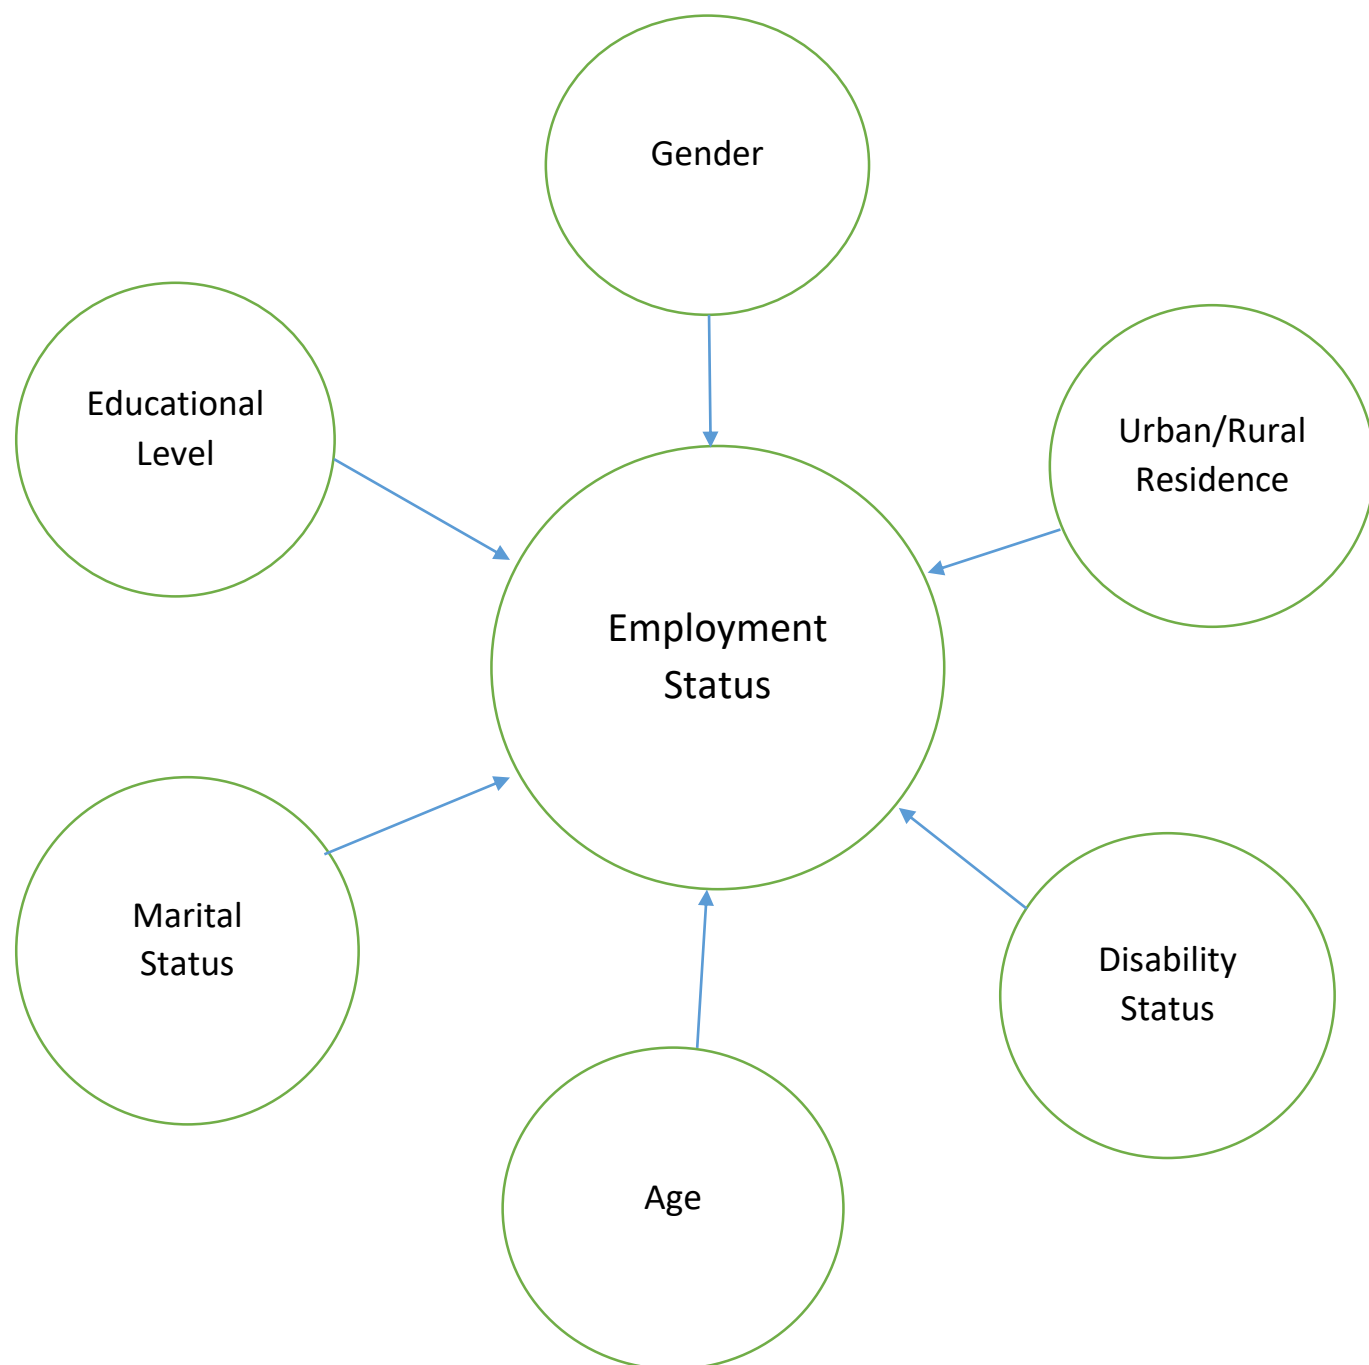 Gender
Educational
Level
Urban/Rural
Residence
Employment
Status
Marital
Status
Disability
Status
Age